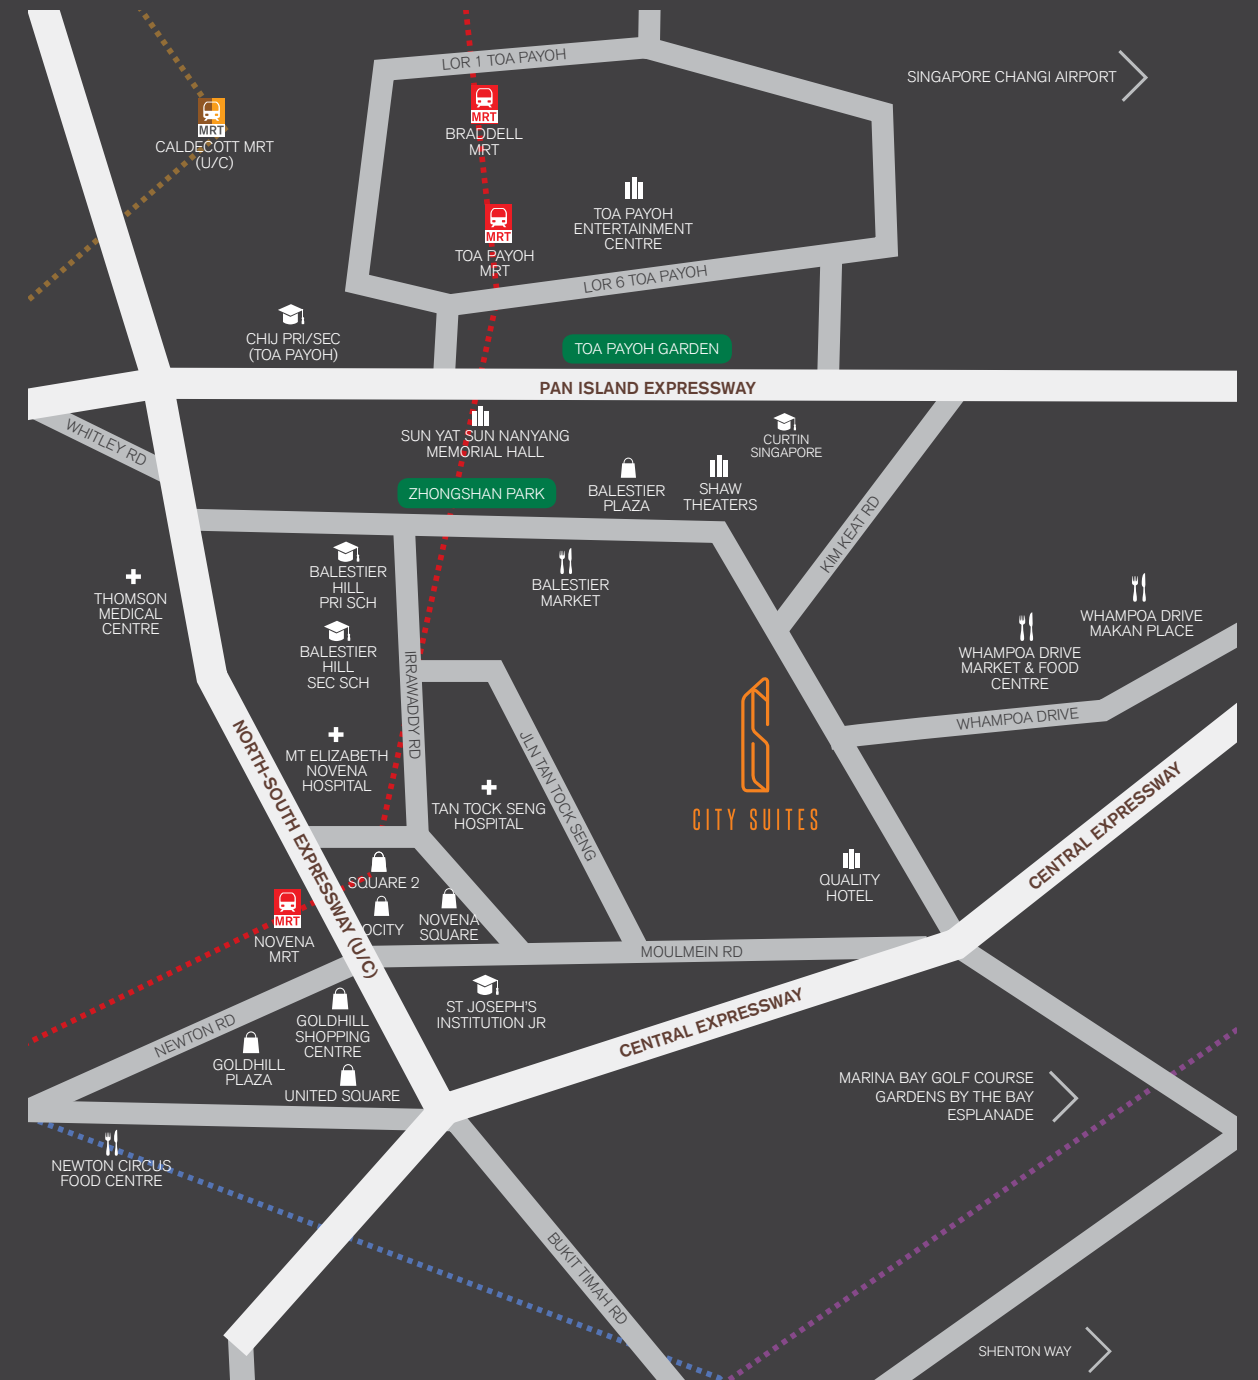 LOR 1 TOA PAYOH
SINGAPORE CHANGI AIRPORT
MRT
BRADDELL
MRT
MRT
CALDECOTT MRT
(U/C)
TOA PAYOH
ENTERTAINMENT
CENTRE
MRT
TOA PAYOH
MRT
LOR 6 TOA PAYOH
CHIJ PRI/SEC
(TOA PAYOH)
TOA PAYOH GARDEN
PAN ISLAND EXPRESSWAY
WHITLEY RD
SUN YAT SUN NANYANG
MEMORIAL HALL
CURTIN
SINGAPORE
ZHONGSHAN PARK
BALESTIER
PLAZA
SHAW
THEATERS
KIM KEAT RD
BALESTIER
HILL
PRI SCH
BALESTIER
MARKET
THOMSON
MEDICAL
CENTRE
WHAMPOA DRIVE
MAKAN PLACE
BALESTIER
HILL
SEC SCH
WHAMPOA DRIVE
MARKET & FOOD
CENTRE
IRRAWADDY RD
WHAMPOA DRIVE
NORTH-SOUTH EXPRESSWAY (U/C)
MT ELIZABETH
NOVENA
HOSPITAL
JLN TAN TOCK SENG
TAN TOCK SENG
HOSPITAL
CITY SUITES
CENTRAL EXPRESSWAY
SQUARE 2
QUALITY
HOTEL
MRT
NOVENA
MRT
OCITY
NOVENA
SQUARE
MOULMEIN RD
ST JOSEPH'S
INSTITUTION JR
CENTRAL EXPRESSWAY
NEWTON RD
GOLDHILL
SHOPPING
CENTRE
GOLDHILL
PLAZA
UNITED SQUARE
MARINA BAY GOLF COURSE
GARDENS BY THE BAY
ESPLANADE
NEWTON CIRCUS
FOOD CENTRE
BUKIT TIMAH RD
SHENTON WAY